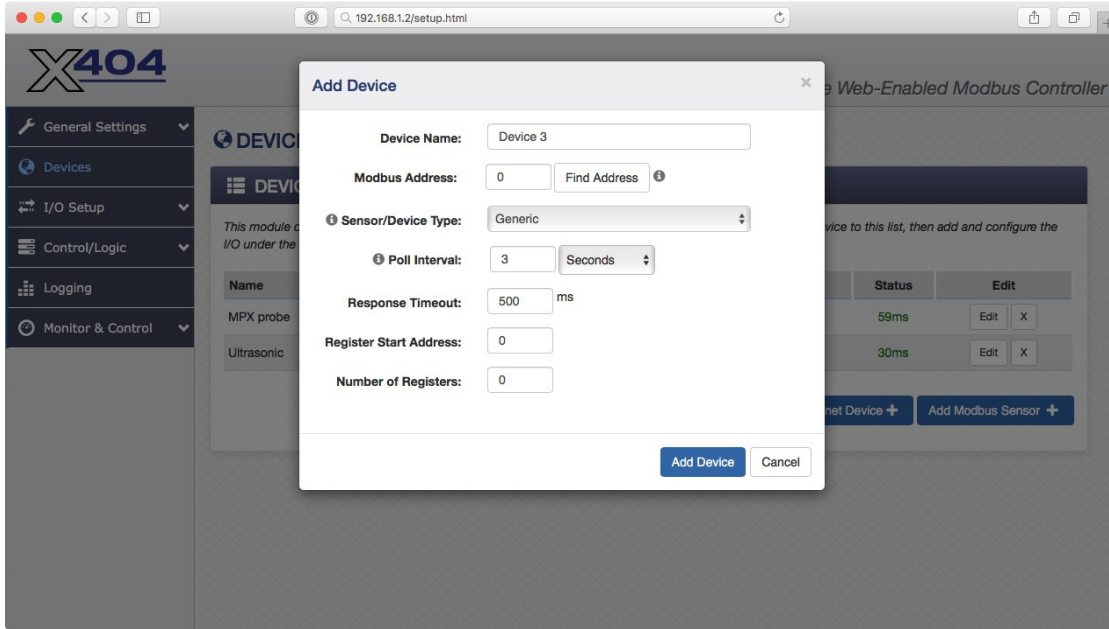 192.168.1.2/setup.html
X404
e Web-Enabled Modbus Controller
General Settings
Devices
I/O Setup
Control/Logic
Logging
Monitor & Control
DEVIC
DEVIC
This module c
vice to this list, then add and configure the
I/O under the
Name Status Edit
MPX probe 59ms Edit X
Ultrasonic 30ms Edit X
net Device Add Modbus Sensor
Add Device ×
Device Name: Device 3
Modbus Address: 0 Find Address
Sensor/Device Type: Generic
Poll Interval: 3 Seconds
Response Timeout: 500 ms
Register Start Address: 0
Number of Registers: 0
Add Device Cancel